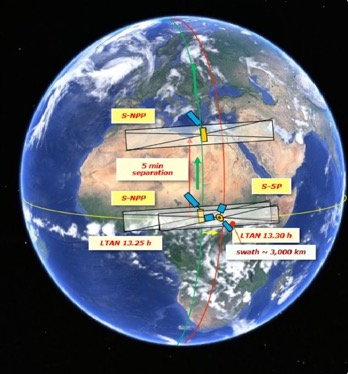 S-NPP
5 min
separation
S-NPP
S-5P
LTAN 13.25 h
LTAN 13.30 h
swath ~ 3,000 km